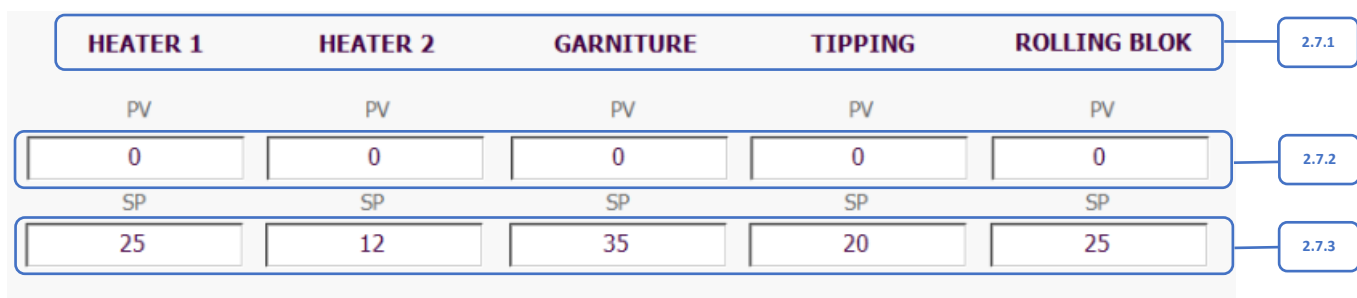 HEATER 1 HEATER 2 GARNITURE TIPPING ROLLING BLOK 2.7.1
PV PV PV PV PV
0 0 0 0 0 2.7.2
SP SP SP SP SP
25 12 35 20 25 2.7.3